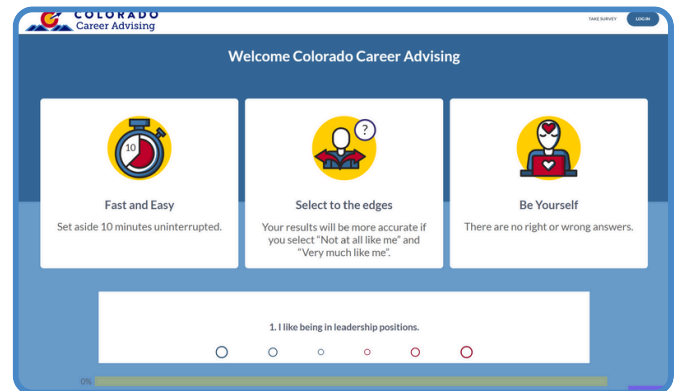 COLORADO
Career Advising
TAKE SURVEY
LOG IN
Welcome Colorado Career Advising
10
?
Fast and Easy
Set aside 10 minutes uninterrupted.
Select to the edges
Your results will be more accurate if
you select "Not at all like me" and
"Very much like me".
Be Yourself
There are no right or wrong answers.
1. I like being in leadership positions.
0%